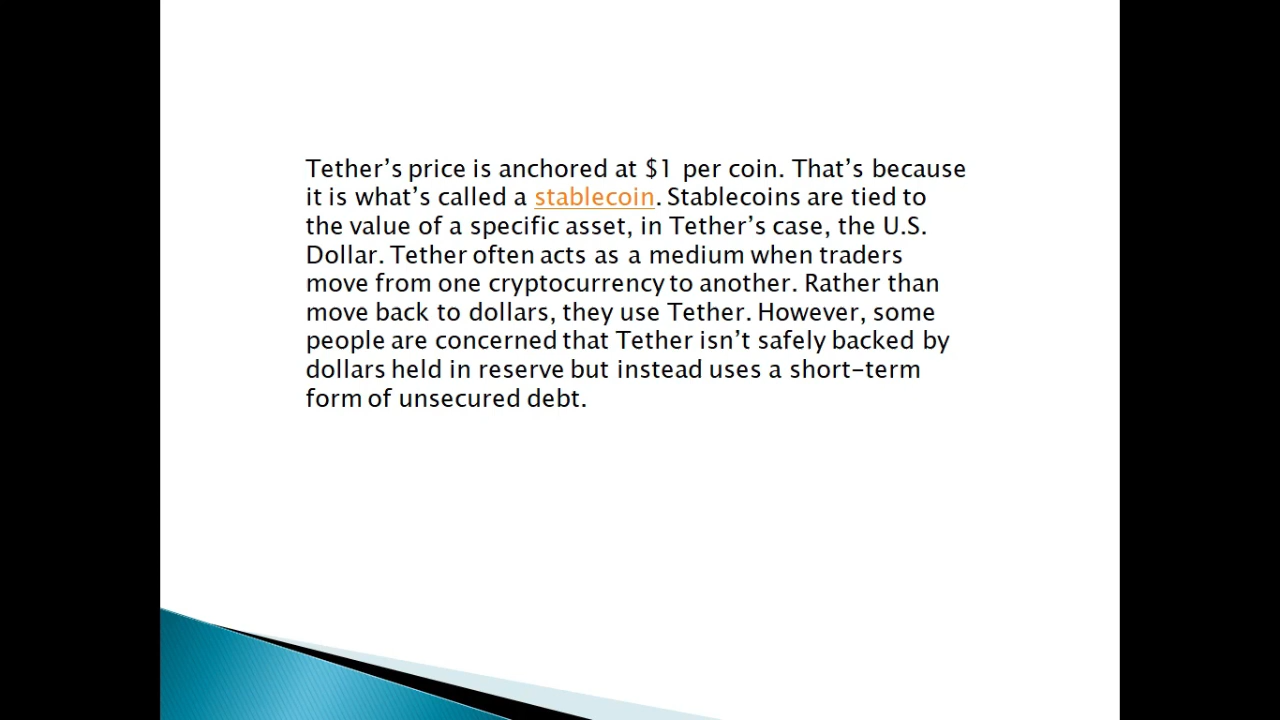 Tether’s price is anchored at $1 per coin. That’s because
it is what’s called a stablecoin. Stablecoins are tied to
the value of a specific asset, in Tether’s case, the U.S.
Dollar. Tether often acts as a medium when traders
move from one cryptocurrency to another. Rather than
move back to dollars, they use Tether. However, some
people are concerned that Tether isn’t safely backed by
dollars held in reserve but instead uses a short-term
form of unsecured debt.